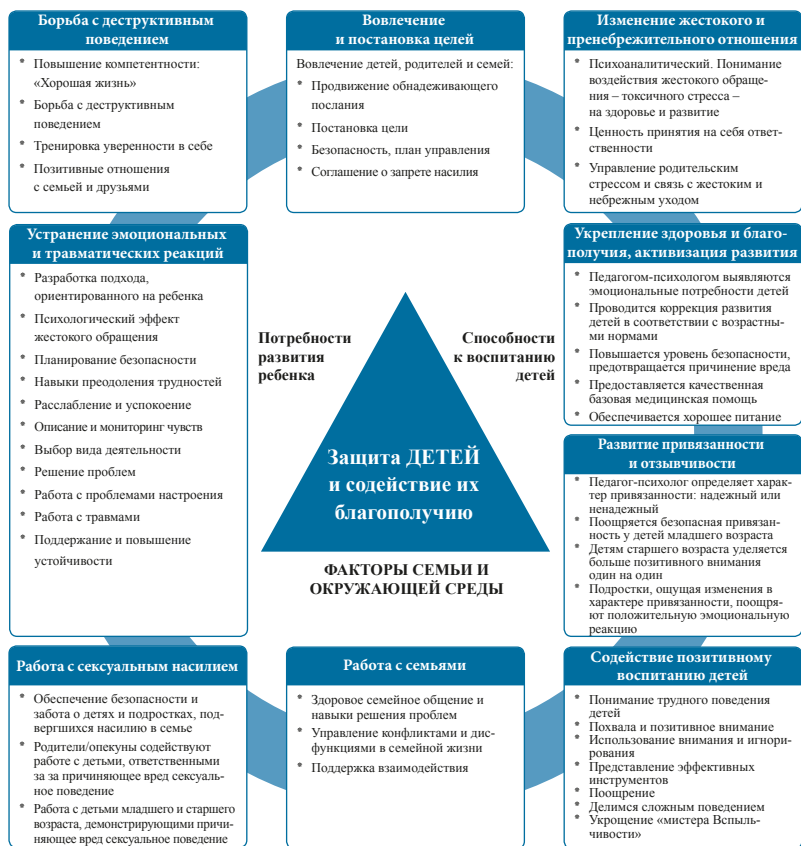 Борьба с деструктивным
поведением
* Повышение компетентности:
«Хорошая жизнь»
* Борьба с деструктивным
поведением
* Тренировка уверенности в себе
* Позитивные отношения
с семьей и друзьями
Вовлечение
и постановка целей
Вовлечение детей, родителей и семей:
* Продвижение обнадеживающего
послания
* Постановка цели
* Безопасность, план управления
* Соглашение о запрете насилия
Изменение жестокого и
пренебрежительного отношения
* Психоаналитический. Понимание
воздействия жестокого обраще-
ния – токсичного стресса –
на здоровье и развитие
* Ценность принятия на себя ответ-
ственности
* Управление родительским
стрессом и связь с жестоким и
небрежным уходом
Устранение эмоциональных
и травматических реакций
* Разработка подхода,
ориентированного на ребенка
* Психологический эффект
жестокого обращения
* Планирование безопасности
* Навыки преодоления трудностей
* Расслабление и успокоение
* Описание и мониторинг чувств
* Выбор вида деятельности
* Решение проблем
* Работа с проблемами настроения
* Работа с травмами
* Поддержание и повышение
устойчивости
Потребности
развития
ребенка
Способности
к воспитанию
детей
Защита ДЕТЕЙ
и содействие их
благополучию
ФАКТОРЫ СЕМЬИ И
ОКРУЖАЮЩЕЙ СРЕДЫ
Укрепление здоровья и благо-
получия, активизация развития
* Педагогом-психологом выявляются
эмоциональные потребности детей
* Проводится коррекция развития
детей в соответствии с возрастны-
ми нормами
* Повышается уровень безопасности,
предотвращается причинение вреда
* Предоставляется качественная
базовая медицинская помощь
* Обеспечивается хорошее питание
Развитие привязанности
и отзывчивости
* Педагог-психолог определяет харак-
тер привязанности: надежный или
ненадежный
* Поощряется безопасная привязан-
ность у детей младшего возраста
* Детям старшего возраста уделяется
больше позитивного внимания
один на один
* Подростки, ощущая изменения в
характере привязанности, поощря-
ют положительную эмоциональную
реакцию
Работа с сексуальным насилием
* Обеспечение безопасности и
забота о детях и подростках, под-
вергшихся насилию в семье
* Родители/опекуны содействуют
работе с детьми, ответственными
за за причиняющее вред сексуаль-
ное поведение
* Работа с детьми младшего и старшего
возраста, демонстрирующими причи-
няющее вред сексуальное поведение
Работа с семьями
* Здоровое семейное общение и
навыки решения проблем
* Управление конфликтами и дис-
функциями в семейной жизни
* Поддержка взаимодействия
Содействие позитивному
воспитанию детей
* Понимание трудного поведения
детей
* Похвала и позитивное внимание
* Использование внимания и игнори-
рования
* Представление эффективных
инструментов
* Поощрение
* Делимся сложным поведением
* Укрощение «мистера Вспыль-
чивости»